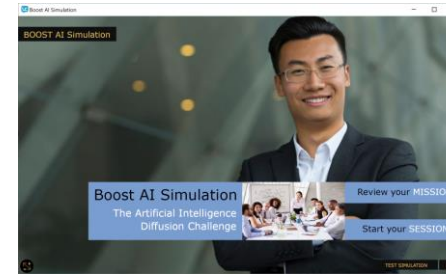 Boost AI Simulation
BOOST AI Simulation
Boost AI Simulation
The Artificial Intelligence
Diffusion Challenge
Review your MISSIO
Start your SESSION
TEST SIMULATION